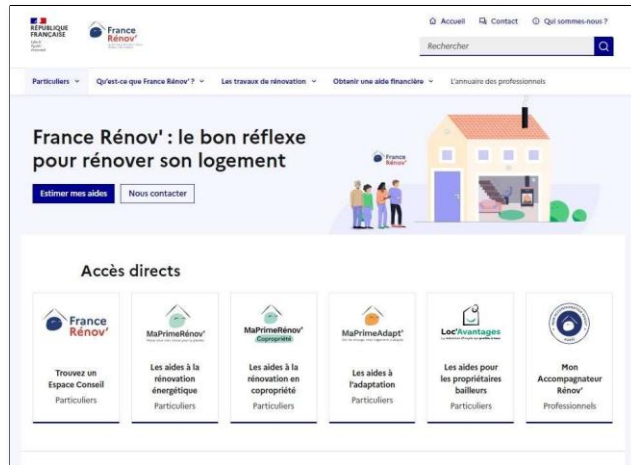 RÉPUBLIQUE
FRANÇAISE
Liberté
Égalité
Fraternité
France
Rénov'
Accueil
Contact
Qui sommes-nous ?
Rechercher
Particuliers
Qu'est-ce que France Rénov' ?
Les travaux de rénovation
Obtenir une aide financière
L'annuaire des professionnels
France Rénov' : le bon réflexe
pour rénover son logement
Estimer mes aides
Nous contacter
France
Rénov'
Accès directs
France
Rénov'
Trouvez un
Espace Conseil
Particuliers
MaPrimeRénov'
Les aides à la
rénovation
énergétique
Particuliers
MaPrimeRénov'
Copropriété
Les aides à la
rénovation en
copropriété
Particuliers
MaPrimeAdapt'
Les aides à
l'adaptation
Particuliers
Loc'Avantages
Les aides pour
les propriétaires
bailleurs
Particuliers
Mon
Accompagnateur
Rénov'
Professionnels